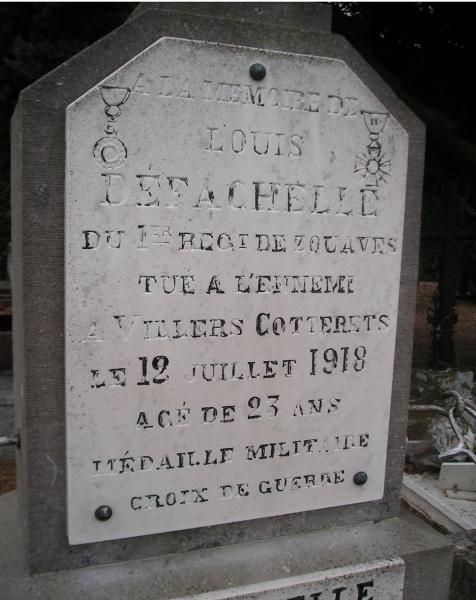 A LA MEMOIRE DE
LOUIS
DÉFACHELLE
DU 1ER REGT DE ZOUAVES
TUÉ A L'ENNEMI
A VILLERS COTTERETS
LE 12 JUILLET 1918
AGÉ DE 23 ANS
MÉDAILLE MILITAIRE
CROIX DE GUERRE
ELLE